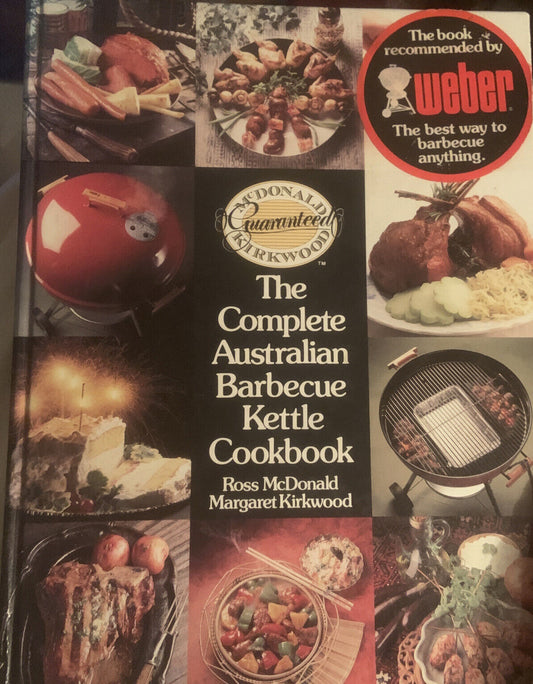 The book
recommended by
weber
The best way to
barbecue
anything.
McDONALD
Guaranteed
KIRKWOOD
TM
The
Complete
Australian
Barbecue
Kettle
Cookbook
Ross McDonald
Margaret Kirkwood